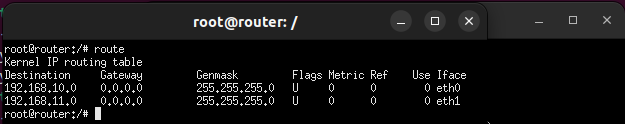 root@router: /
root@router:/# route
Kernel IP routing table
Destination     Gateway         Genmask         Flags Metric Ref    Use Iface
192.168.10.0    0.0.0.0         255.255.255.0   U     0      0        0 eth0
192.168.11.0    0.0.0.0         255.255.255.0   U     0      0        0 eth1
root@router:/#